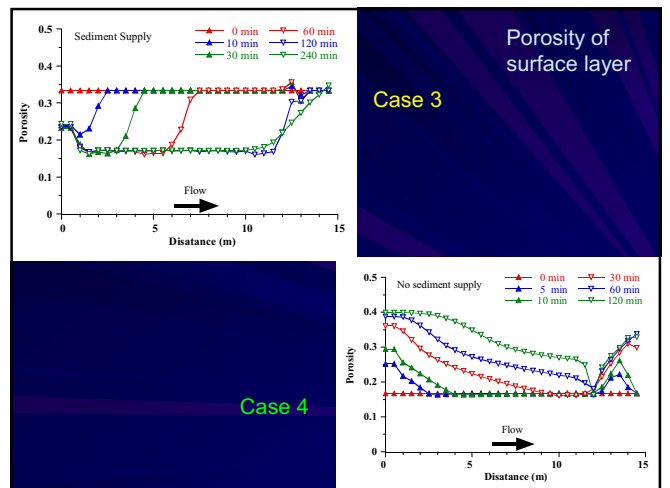 Sediment Supply
0 min
60 min
10 min
120 min
30 min
240 min
0.5
0.4
0.3
0.2
0.1
0
Porosity
Flow
0
5
10
15
Disatance (m)
Porosity of
surface layer
Case 3
Case 4
No sediment supply
0 min
30 min
5 min
60 min
10 min
120 min
0.5
0.4
0.3
0.2
0.1
0
Porosity
Flow
0
5
10
15
Disatance (m)